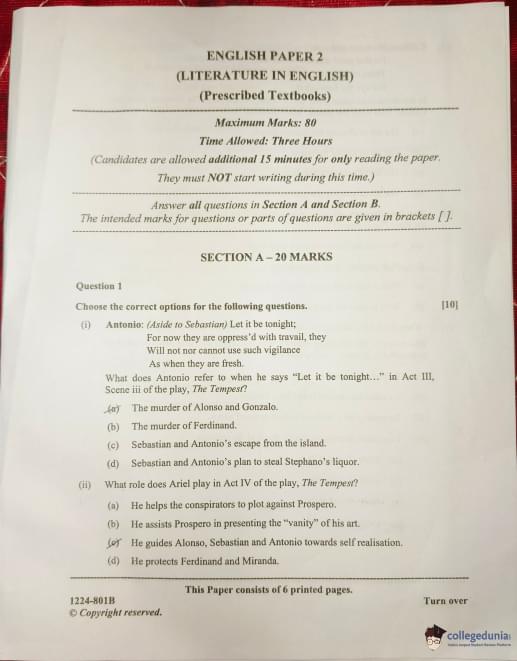 ENGLISH PAPER 2
(LITERATURE IN ENGLISH)
(Prescribed Textbooks)
Maximum Marks: 80
Time Allowed: Three Hours
(Candidates are allowed additional 15 minutes for only reading the paper.
They must NOT start writing during this time.)
Answer all questions in Section A and Section B.
The intended marks for questions or parts of questions are given in brackets [ ].
SECTION A – 20 MARKS
Question 1
Choose the correct options for the following questions. [10]
(i) Antonio: (Aside to Sebastian) Let it be tonight;
For now they are oppress'd with travail, they
Will not nor cannot use such vigilance
As when they are fresh.
What does Antonio refer to when he says “Let it be tonight…” in Act III,
Scene iii of the play, The Tempest?
(a) The murder of Alonso and Gonzalo.
(b) The murder of Ferdinand.
(c) Sebastian and Antonio's escape from the island.
(d) Sebastian and Antonio's plan to steal Stephano's liquor.
(ii) What role does Ariel play in Act IV of the play, The Tempest?
(a) He helps the conspirators to plot against Prospero.
(b) He assists Prospero in presenting the “vanity” of his art.
(c) He guides Alonso, Sebastian and Antonio towards self realisation.
(d) He protects Ferdinand and Miranda.
This Paper consists of 6 printed pages.
1224-801B Turn over
© Copyright reserved.
collegedunia